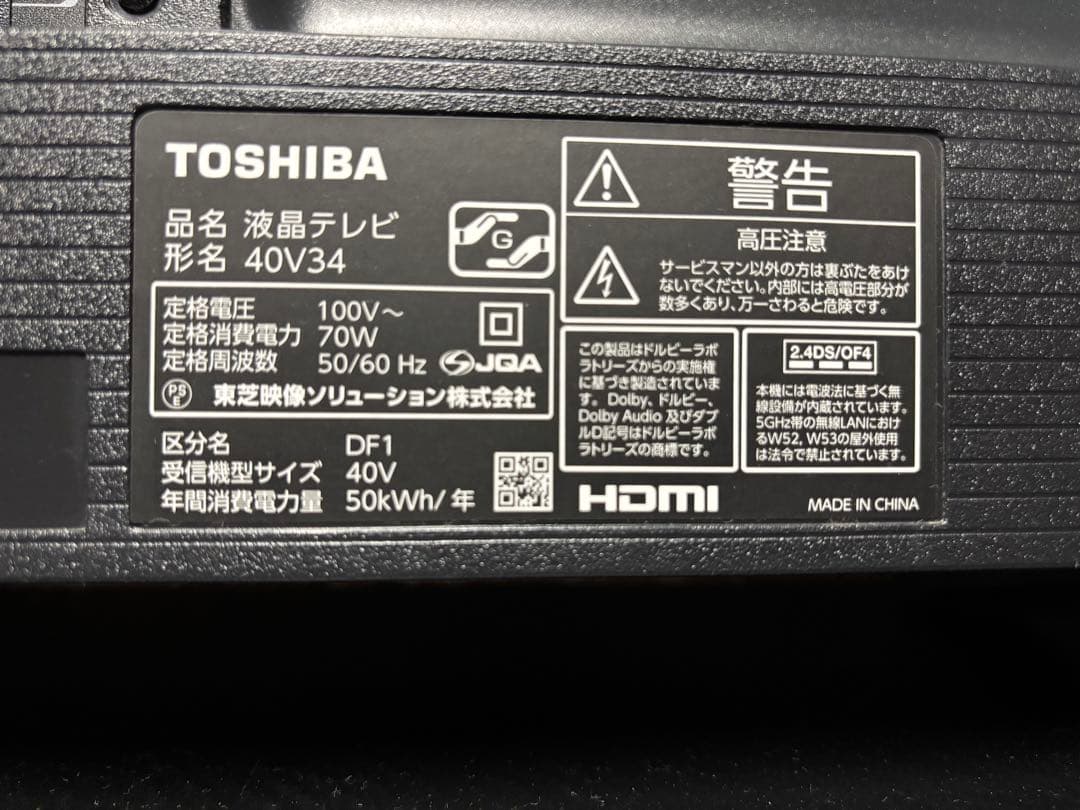 TOSHIBA
品名 液晶テレビ
形名 40V34
G
定格電圧 100V～
定格消費電力 70W
定格周波数 50/60 Hz
JQA
PSE
東芝映像ソリューション株式会社
区分名 DF1
受信機型サイズ 40V
年間消費電力量 50kWh/年
警告
高圧注意
サービスマン以外の方は裏ぶたをあけ
ないでください。内部には高電圧部分が
数多くあり、万一さわると危険です。
この製品はドルビーラボ
ラトリーズからの実施権
に基づき製造されていま
す。Dolby、ドルビー、
Dolby Audio 及びダブ
ルD記号はドルビーラボ
ラトリーズの商標です。
2.4DS/OF4
本機には電波法に基づく無
線設備が内蔵されています。
5GHz帯の無線LANにおけ
るW52, W53の屋外使用
は法令で禁止されています。
HDMI
MADE IN CHINA